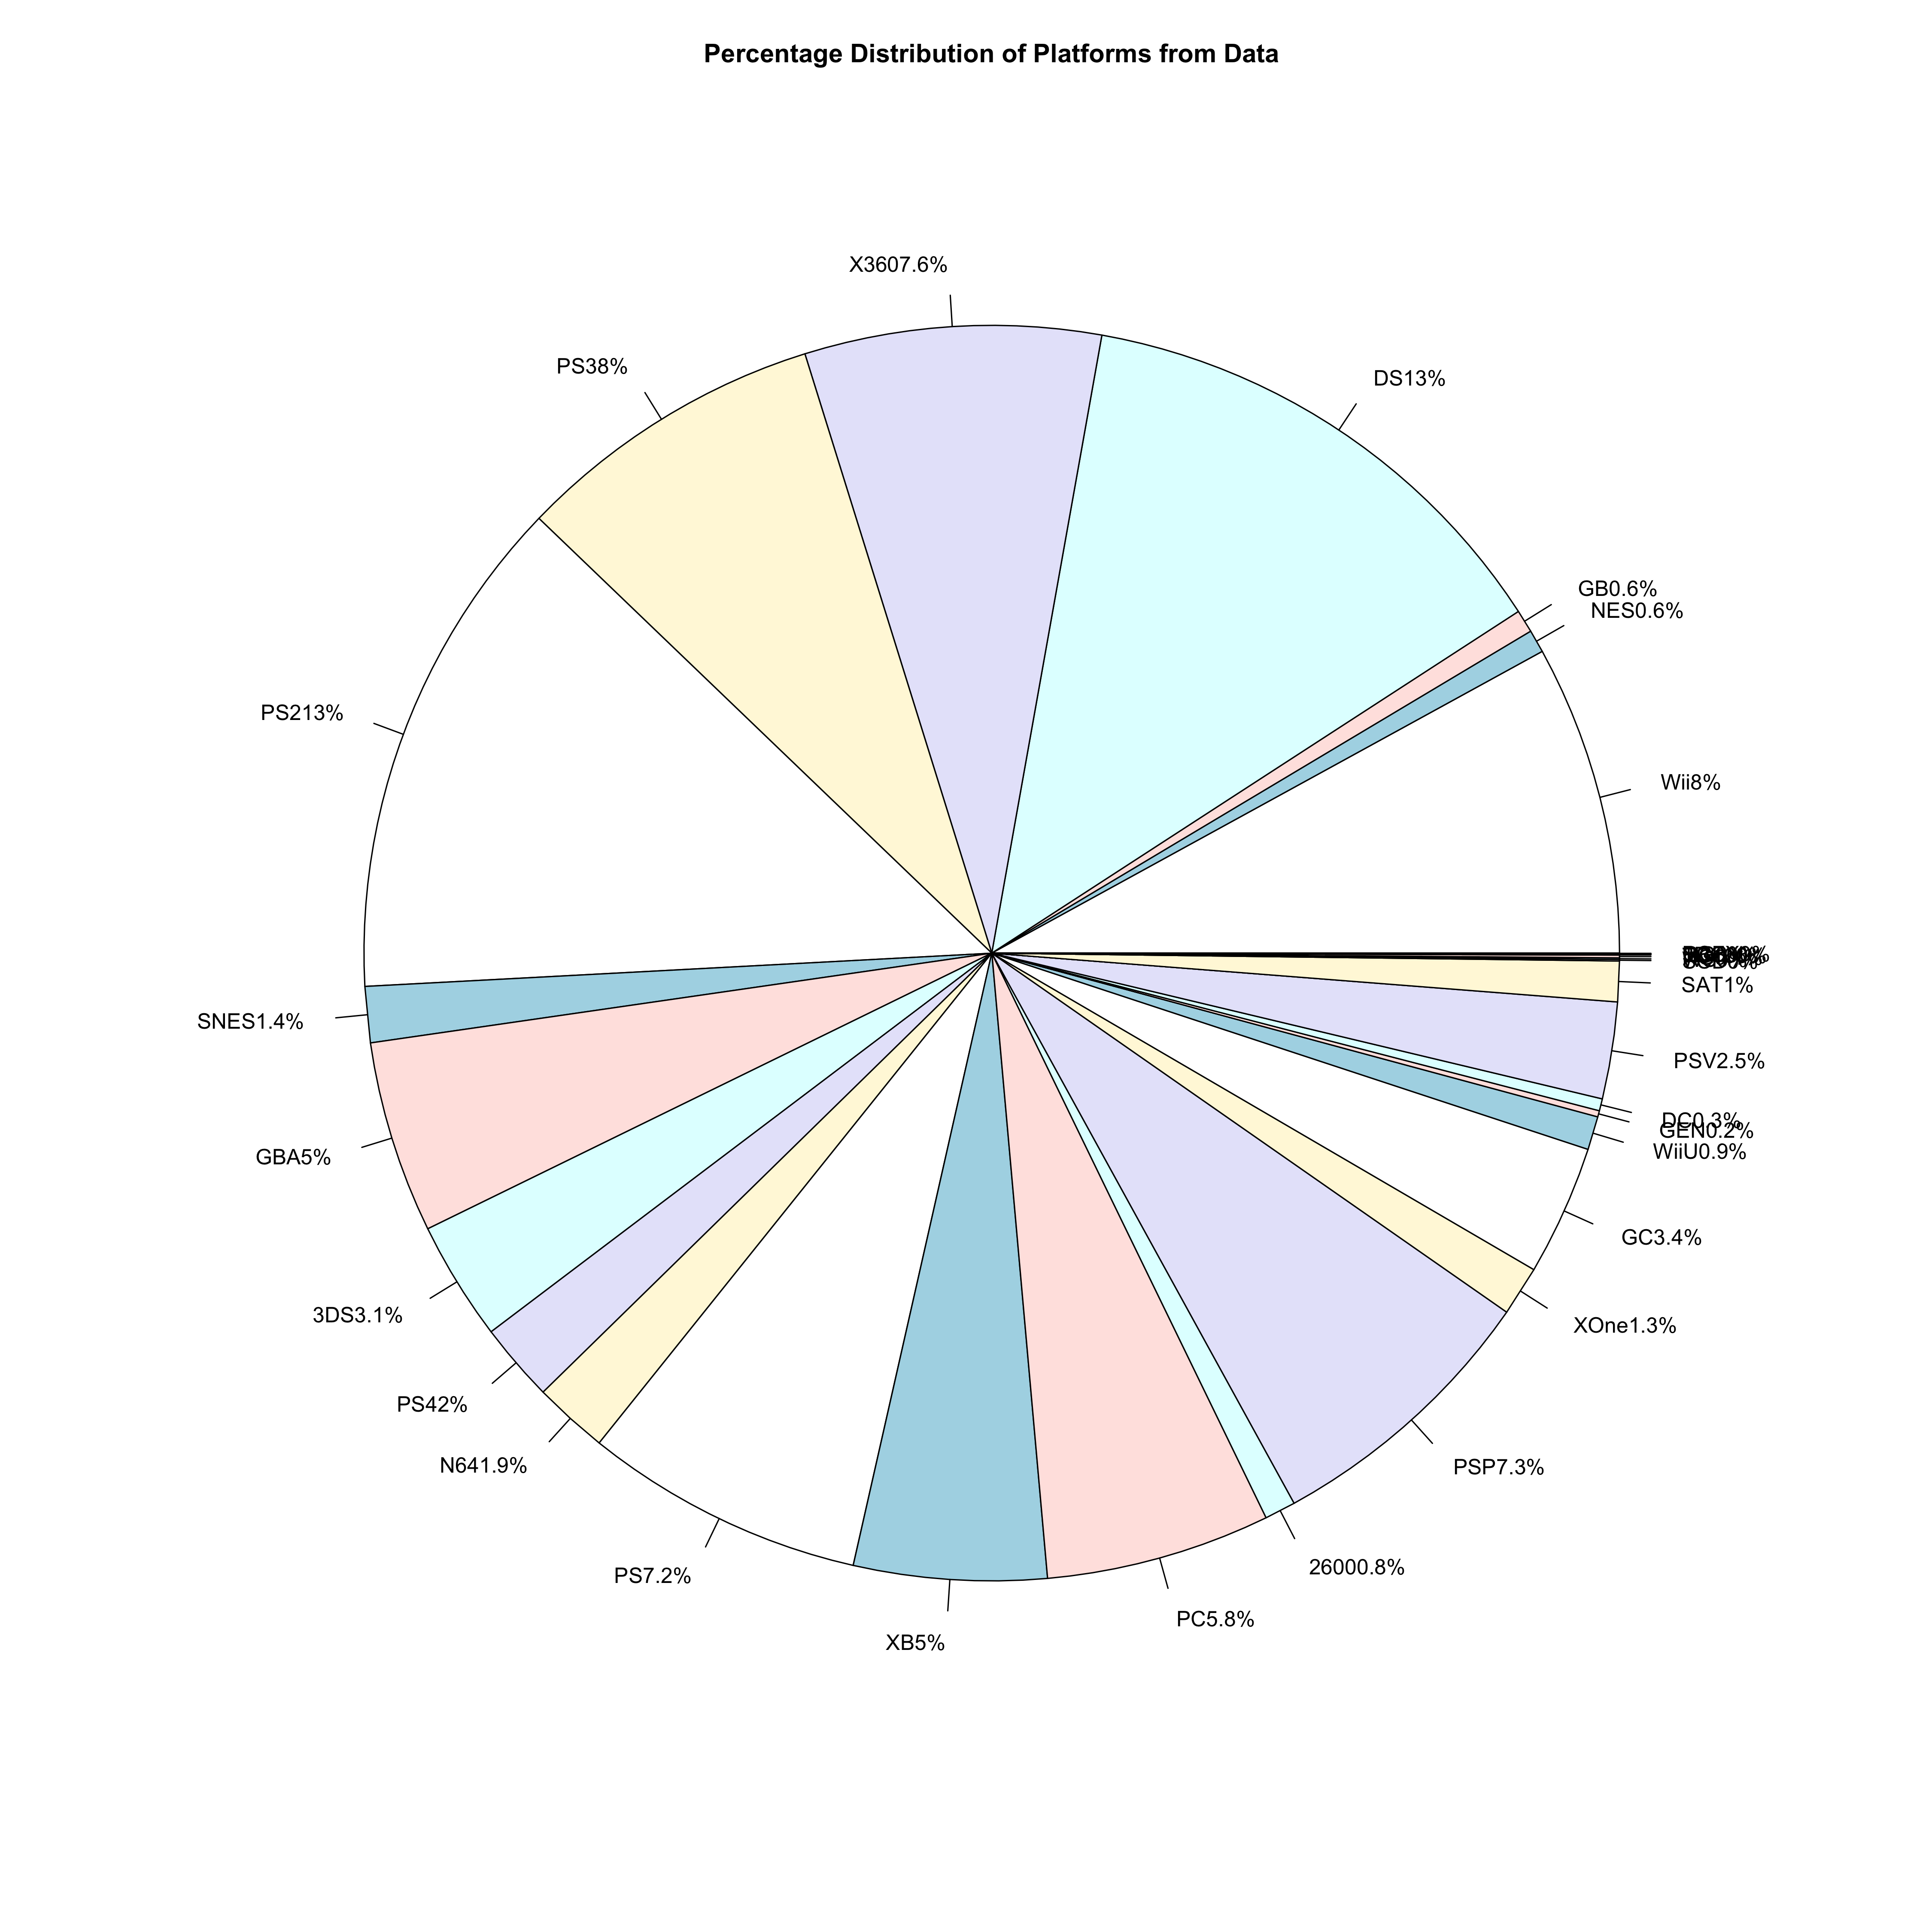 Percentage Distribution of Platforms from Data
X3607.6%
PS38%
DS13%
GB0.6%
NES0.6%
PS213%
Wii8%
SAT1%
SNES1.4%
PSV2.5%
DC0.3%
GEN0.2%
WiiU0.9%
GBA5%
GC3.4%
3DS3.1%
XOne1.3%
PS42%
N641.9%
PSP7.3%
26000.8%
PS7.2%
PC5.8%
XB5%